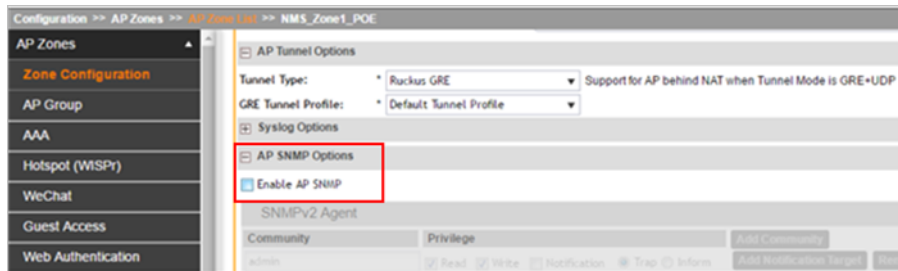 Configuration >> AP Zones >> AP Zone List >> NMS_Zone1_POE
AP Zones
Zone Configuration
AP Group
AAA
Hotspot (WISPr)
WeChat
Guest Access
Web Authentication
AP Tunnel Options
Tunnel Type: * Ruckus GRE Support for AP behind NAT when Tunnel Mode is GRE+UDP
GRE Tunnel Profile: * Default Tunnel Profile
Syslog Options
AP SNMP Options
Enable AP SNMP
SNMPv2 Agent
Community Privilege Add Community
admin Read Write Notification Trap Inform Add Notification Target